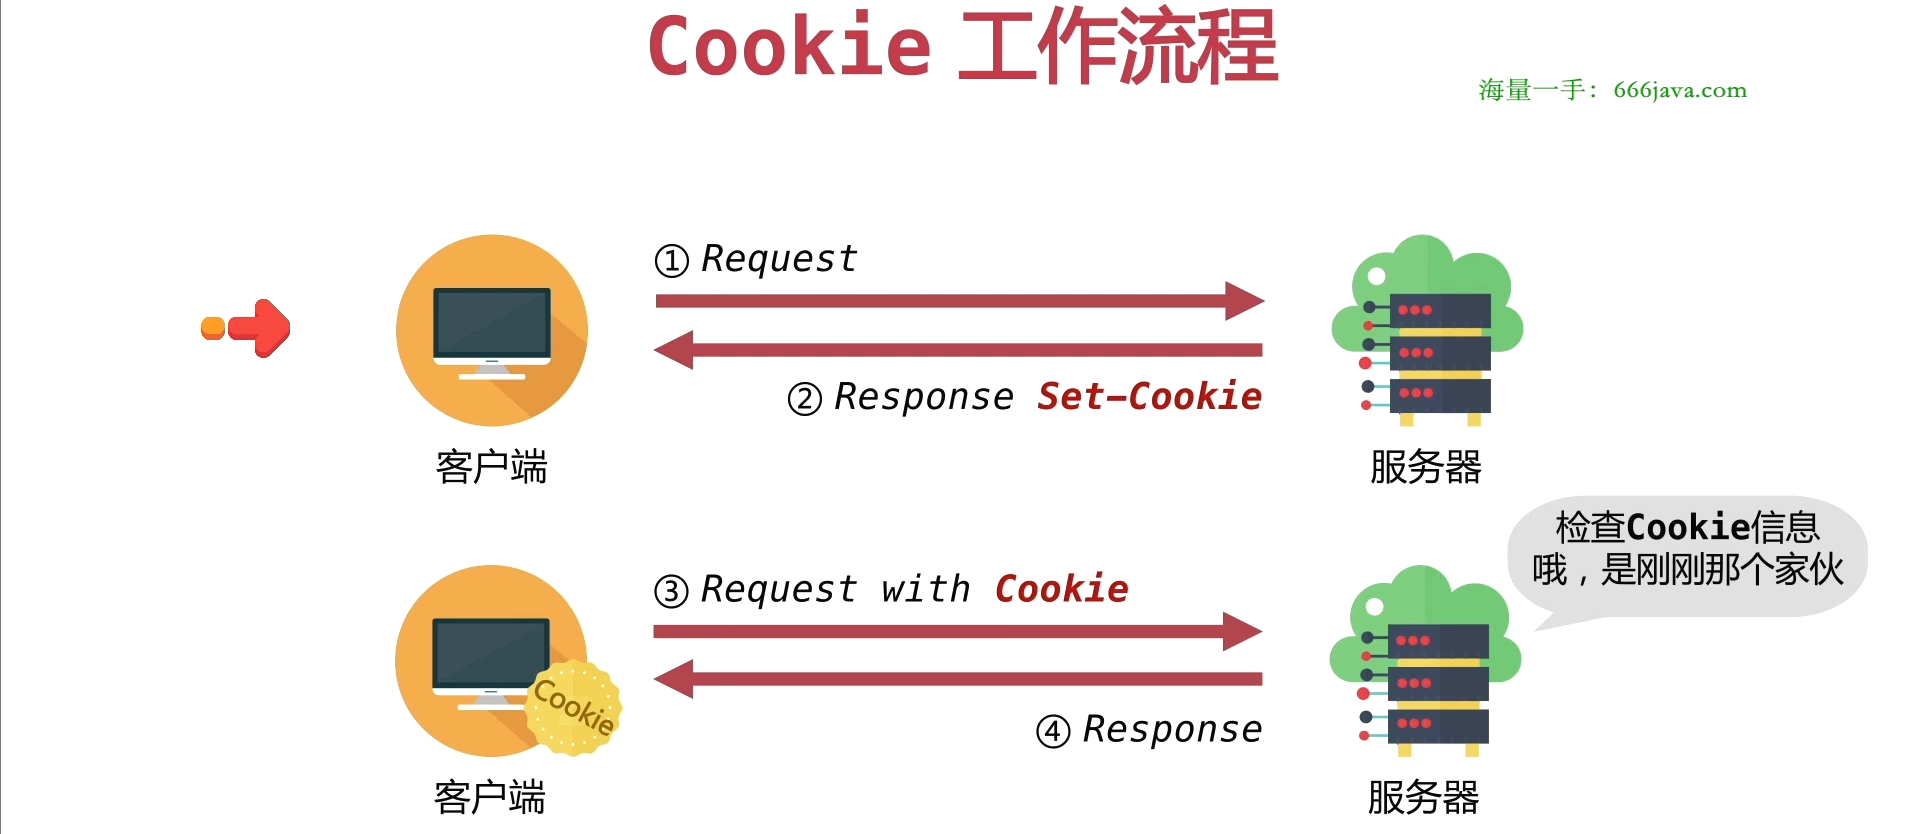 Cookie 工作流程
海量一手：666java.com
① Request
② Response Set-Cookie
客户端
服务器
检查Cookie信息
哦，是刚刚那个家伙
③ Request with Cookie
Cookie
④ Response
客户端
服务器